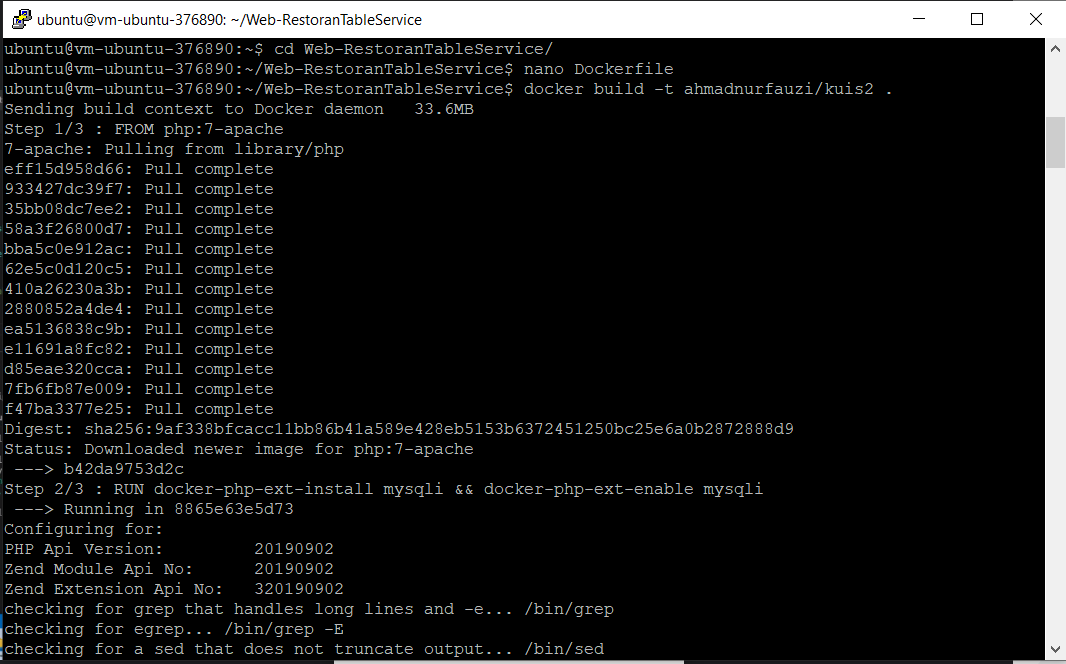 ubuntu@vm-ubuntu-376890: ~/Web-RestoranTableService
ubuntu@vm-ubuntu-376890:~$ cd Web-RestoranTableService/
ubuntu@vm-ubuntu-376890:~/Web-RestoranTableService$ nano Dockerfile
ubuntu@vm-ubuntu-376890:~/Web-RestoranTableService$ docker build -t ahmadnurfauzi/kuis2 .
Sending build context to Docker daemon   33.6MB
Step 1/3 : FROM php:7-apache
7-apache: Pulling from library/php
eff15d958d66: Pull complete
933427dc39f7: Pull complete
35bb08dc7ee2: Pull complete
58a3f26800d7: Pull complete
bba5c0e912ac: Pull complete
62e5c0d120c5: Pull complete
410a26230a3b: Pull complete
2880852a4de4: Pull complete
ea5136838c9b: Pull complete
e11691a8fc82: Pull complete
d85eae320cca: Pull complete
7fb6fb87e009: Pull complete
f47ba3377e25: Pull complete
Digest: sha256:9af338bfcacc11bb86b41a589e428eb5153b6372451250bc25e6a0b2872888d9
Status: Downloaded newer image for php:7-apache
 ---> b42da9753d2c
Step 2/3 : RUN docker-php-ext-install mysqli && docker-php-ext-enable mysqli
 ---> Running in 8865e63e5d73
Configuring for:
PHP Api Version:         20190902
Zend Module Api No:      20190902
Zend Extension Api No:   320190902
checking for grep that handles long lines and -e... /bin/grep
checking for egrep... /bin/grep -E
checking for a sed that does not truncate output... /bin/sed